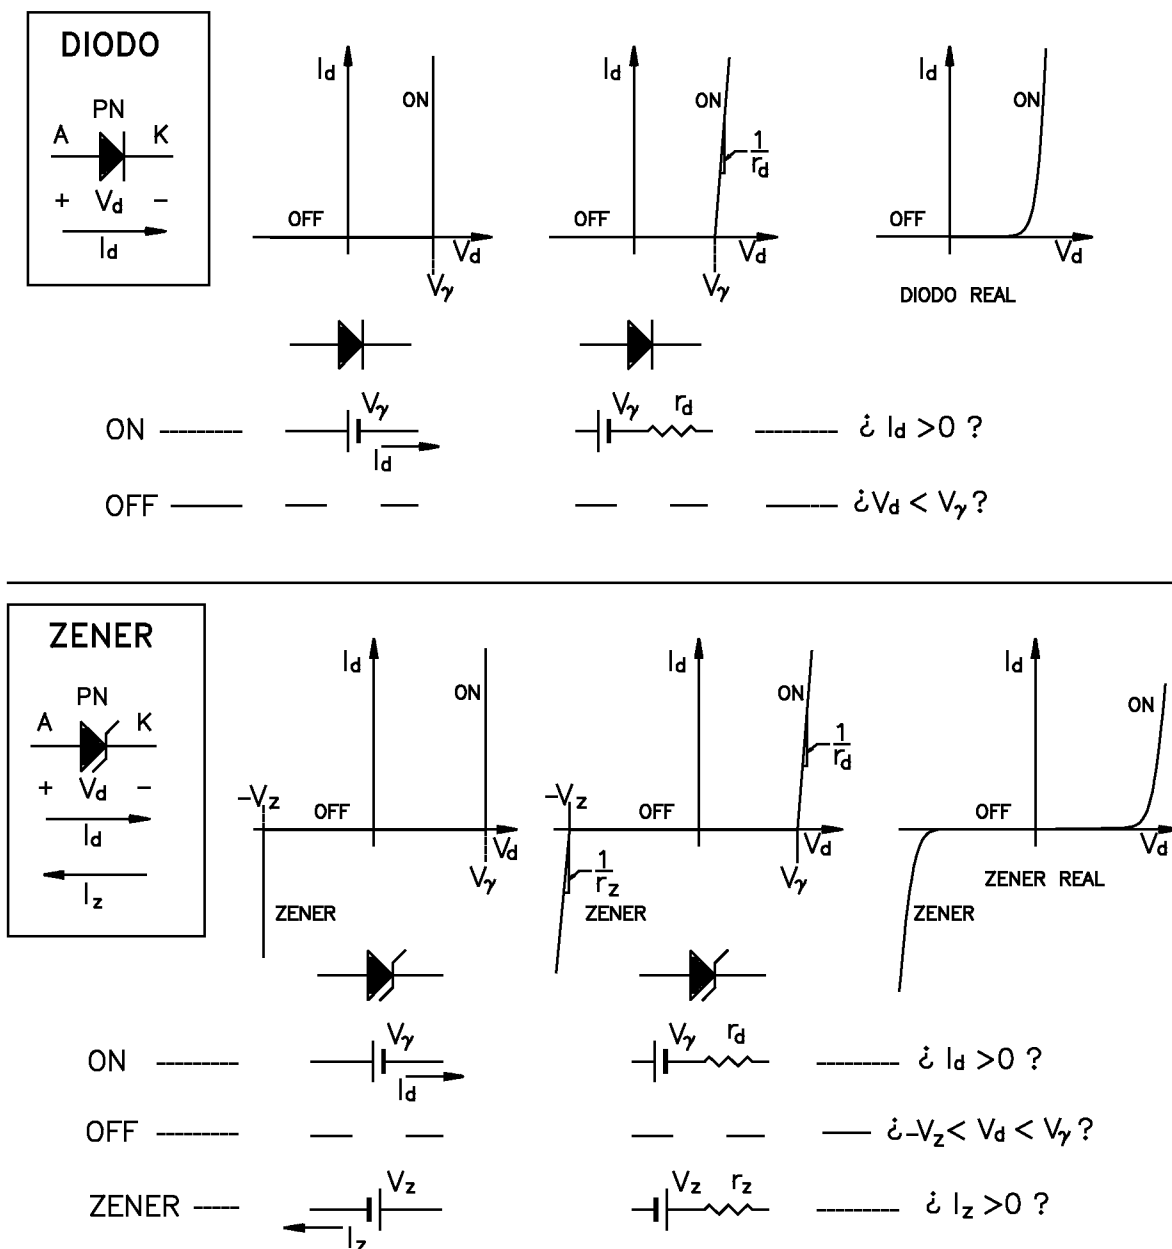 DIODO
PN
A K
+ Vd −
Id
Id
ON
OFF
Vd
Vγ
Id
ON
1/rd
OFF
Vd
Vγ
Id
ON
OFF
Vd
DIODO REAL
ON
Vγ
Id
Vγ rd
¿ Id >0 ?
OFF
¿Vd < Vγ?
ZENER
PN
A K
+ Vd −
Id
Iz
Id
ON
−Vz
OFF
Vd
Vγ
ZENER
Id
ON
1/rd
−Vz
OFF
Vd
1/rz
Vγ
ZENER
Id
ON
OFF
Vd
ZENER REAL
ZENER
ON
Vγ
Id
Vγ rd
¿ Id >0 ?
OFF
¿-Vz< Vd < Vγ?
ZENER
Vz
Iz
Vz rz
¿ Iz >0 ?